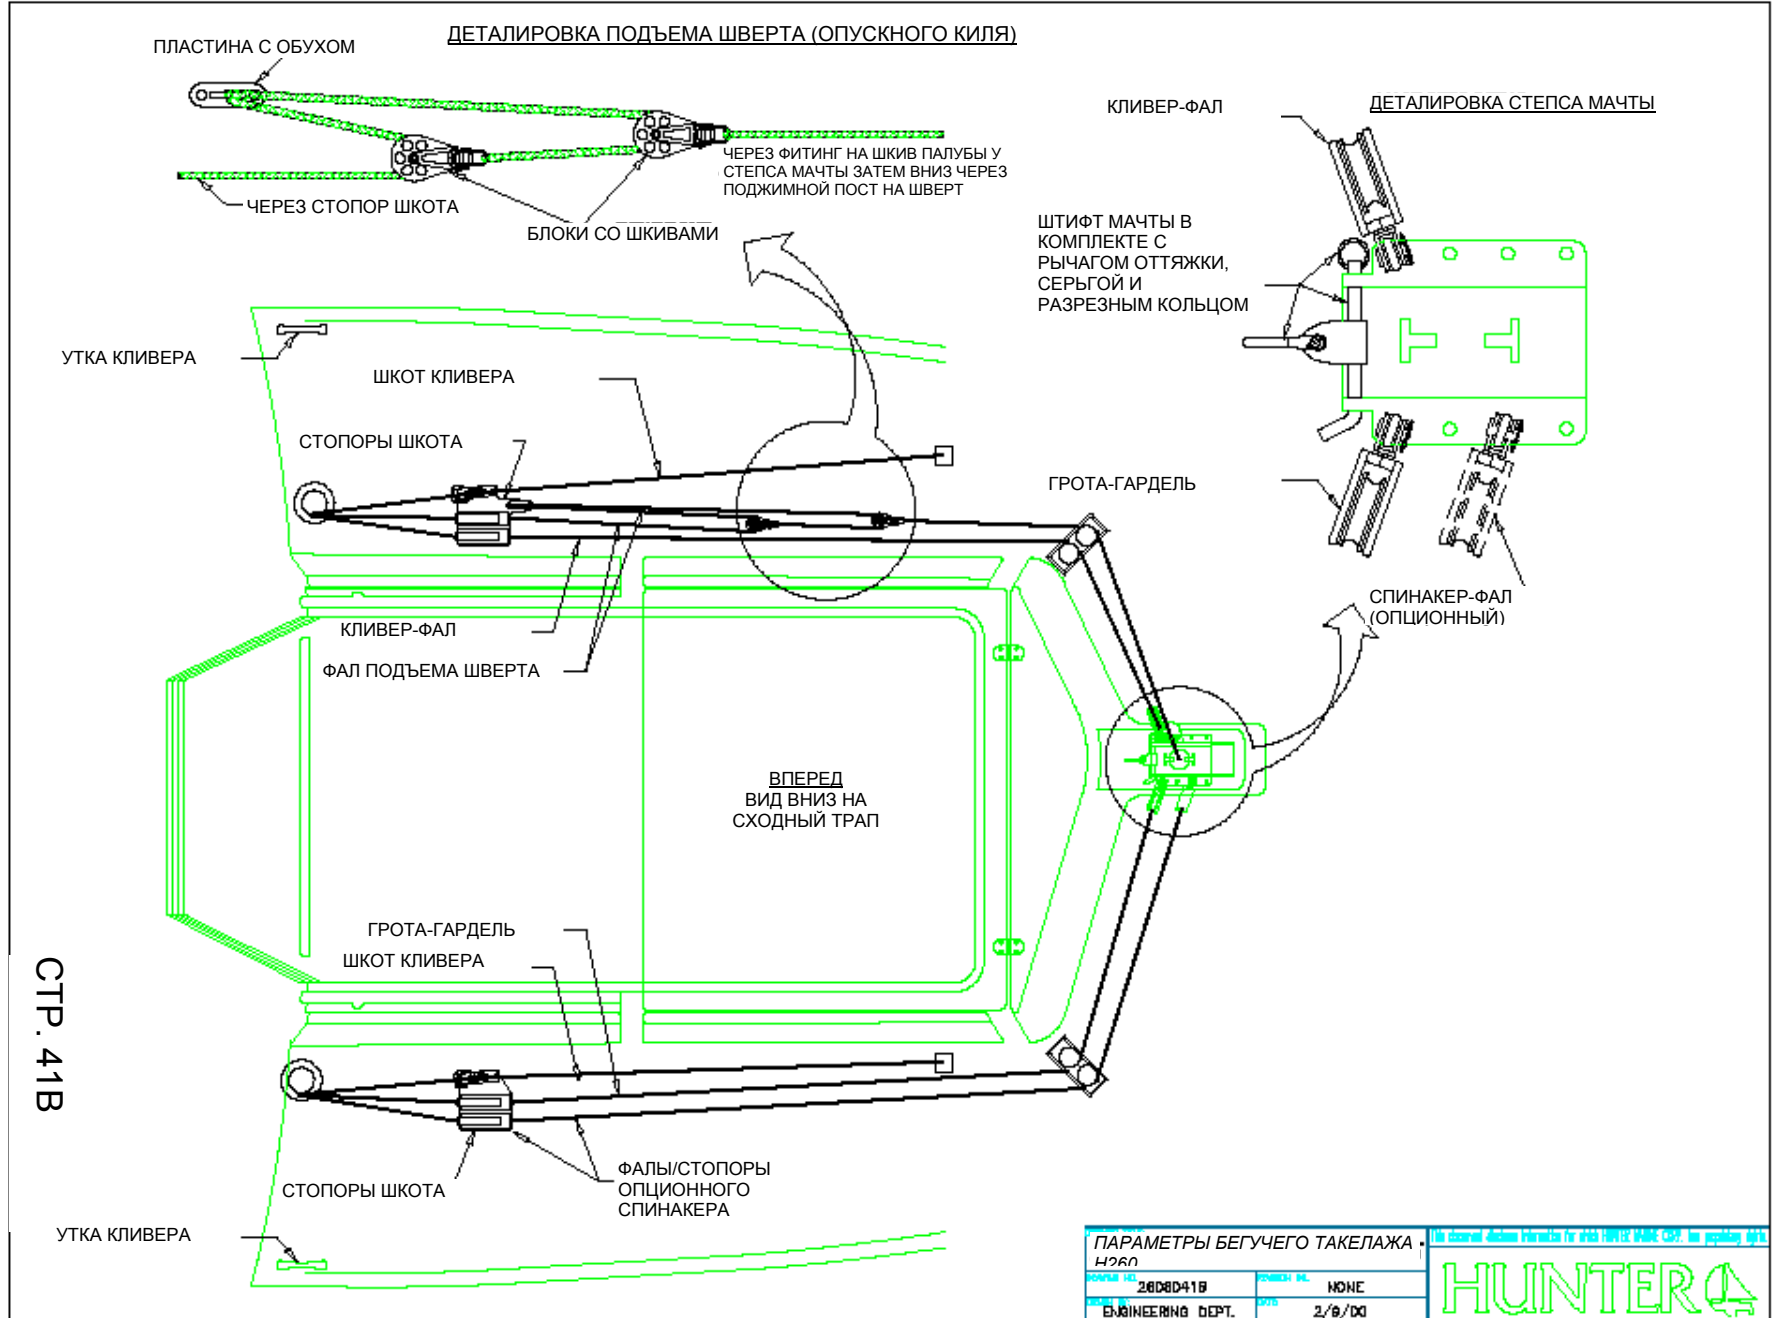 ДЕТАЛИРОВКА ПОДЪЕМА ШВЕРТА (ОПУСКНОГО КИЛЯ)
ПЛАСТИНА С ОБУХОМ
ЧЕРЕЗ ФИТИНГ НА ШКИВ ПАЛУБЫ У
СТЕПСА МАЧТЫ ЗАТЕМ ВНИЗ ЧЕРЕЗ
ПОДЖИМНОЙ ПОСТ НА ШВЕРТ
ЧЕРЕЗ СТОПОР ШКОТА
БЛОКИ СО ШКИВАМИ
КЛИВЕР-ФАЛ
ДЕТАЛИРОВКА СТЕПСА МАЧТЫ
ШТИФТ МАЧТЫ В
КОМПЛЕКТЕ С
РЫЧАГОМ ОТТЯЖКИ,
СЕРЬГОЙ И
РАЗРЕЗНЫМ КОЛЬЦОМ
ГРОТА-ГАРДЕЛЬ
СПИНАКЕР-ФАЛ
(ОПЦИОННЫЙ)
УТКА КЛИВЕРА
ШКОТ КЛИВЕРА
СТОПОРЫ ШКОТА
КЛИВЕР-ФАЛ
ФАЛ ПОДЪЕМА ШВЕРТА
ВПЕРЕД
ВИД ВНИЗ НА
СХОДНЫЙ ТРАП
ГРОТА-ГАРДЕЛЬ
ШКОТ КЛИВЕРА
СТОПОРЫ ШКОТА
ФАЛЫ/СТОПОРЫ
ОПЦИОННОГО
СПИНАКЕРА
УТКА КЛИВЕРА
СТР. 41B
ПАРАМЕТРЫ БЕГУЧЕГО ТАКЕЛАЖА
H260
NONE
ENGINEERING DEPT.
2/9/00
HUNTER